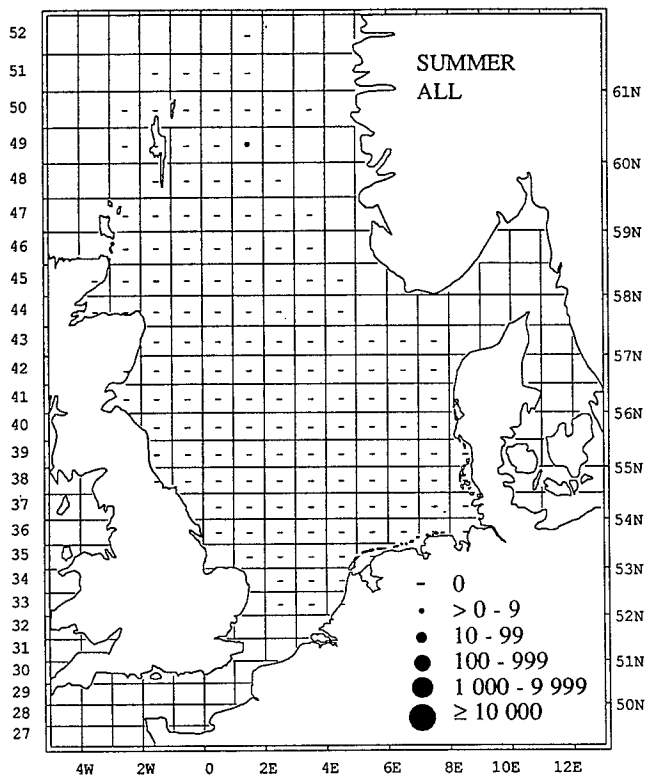 SUMMER
ALL
52
51
50
49
48
47
46
45
44
43
42
41
40
39
38
37
36
35
34
33
32
31
30
29
28
27
61N
60N
59N
58N
57N
56N
55N
54N
53N
52N
51N
50N
- 0
> 0 - 9
10 - 99
100 - 999
1 000 - 9 999
≥ 10 000
4W 2W 0 2E 4E 6E 8E 10E 12E